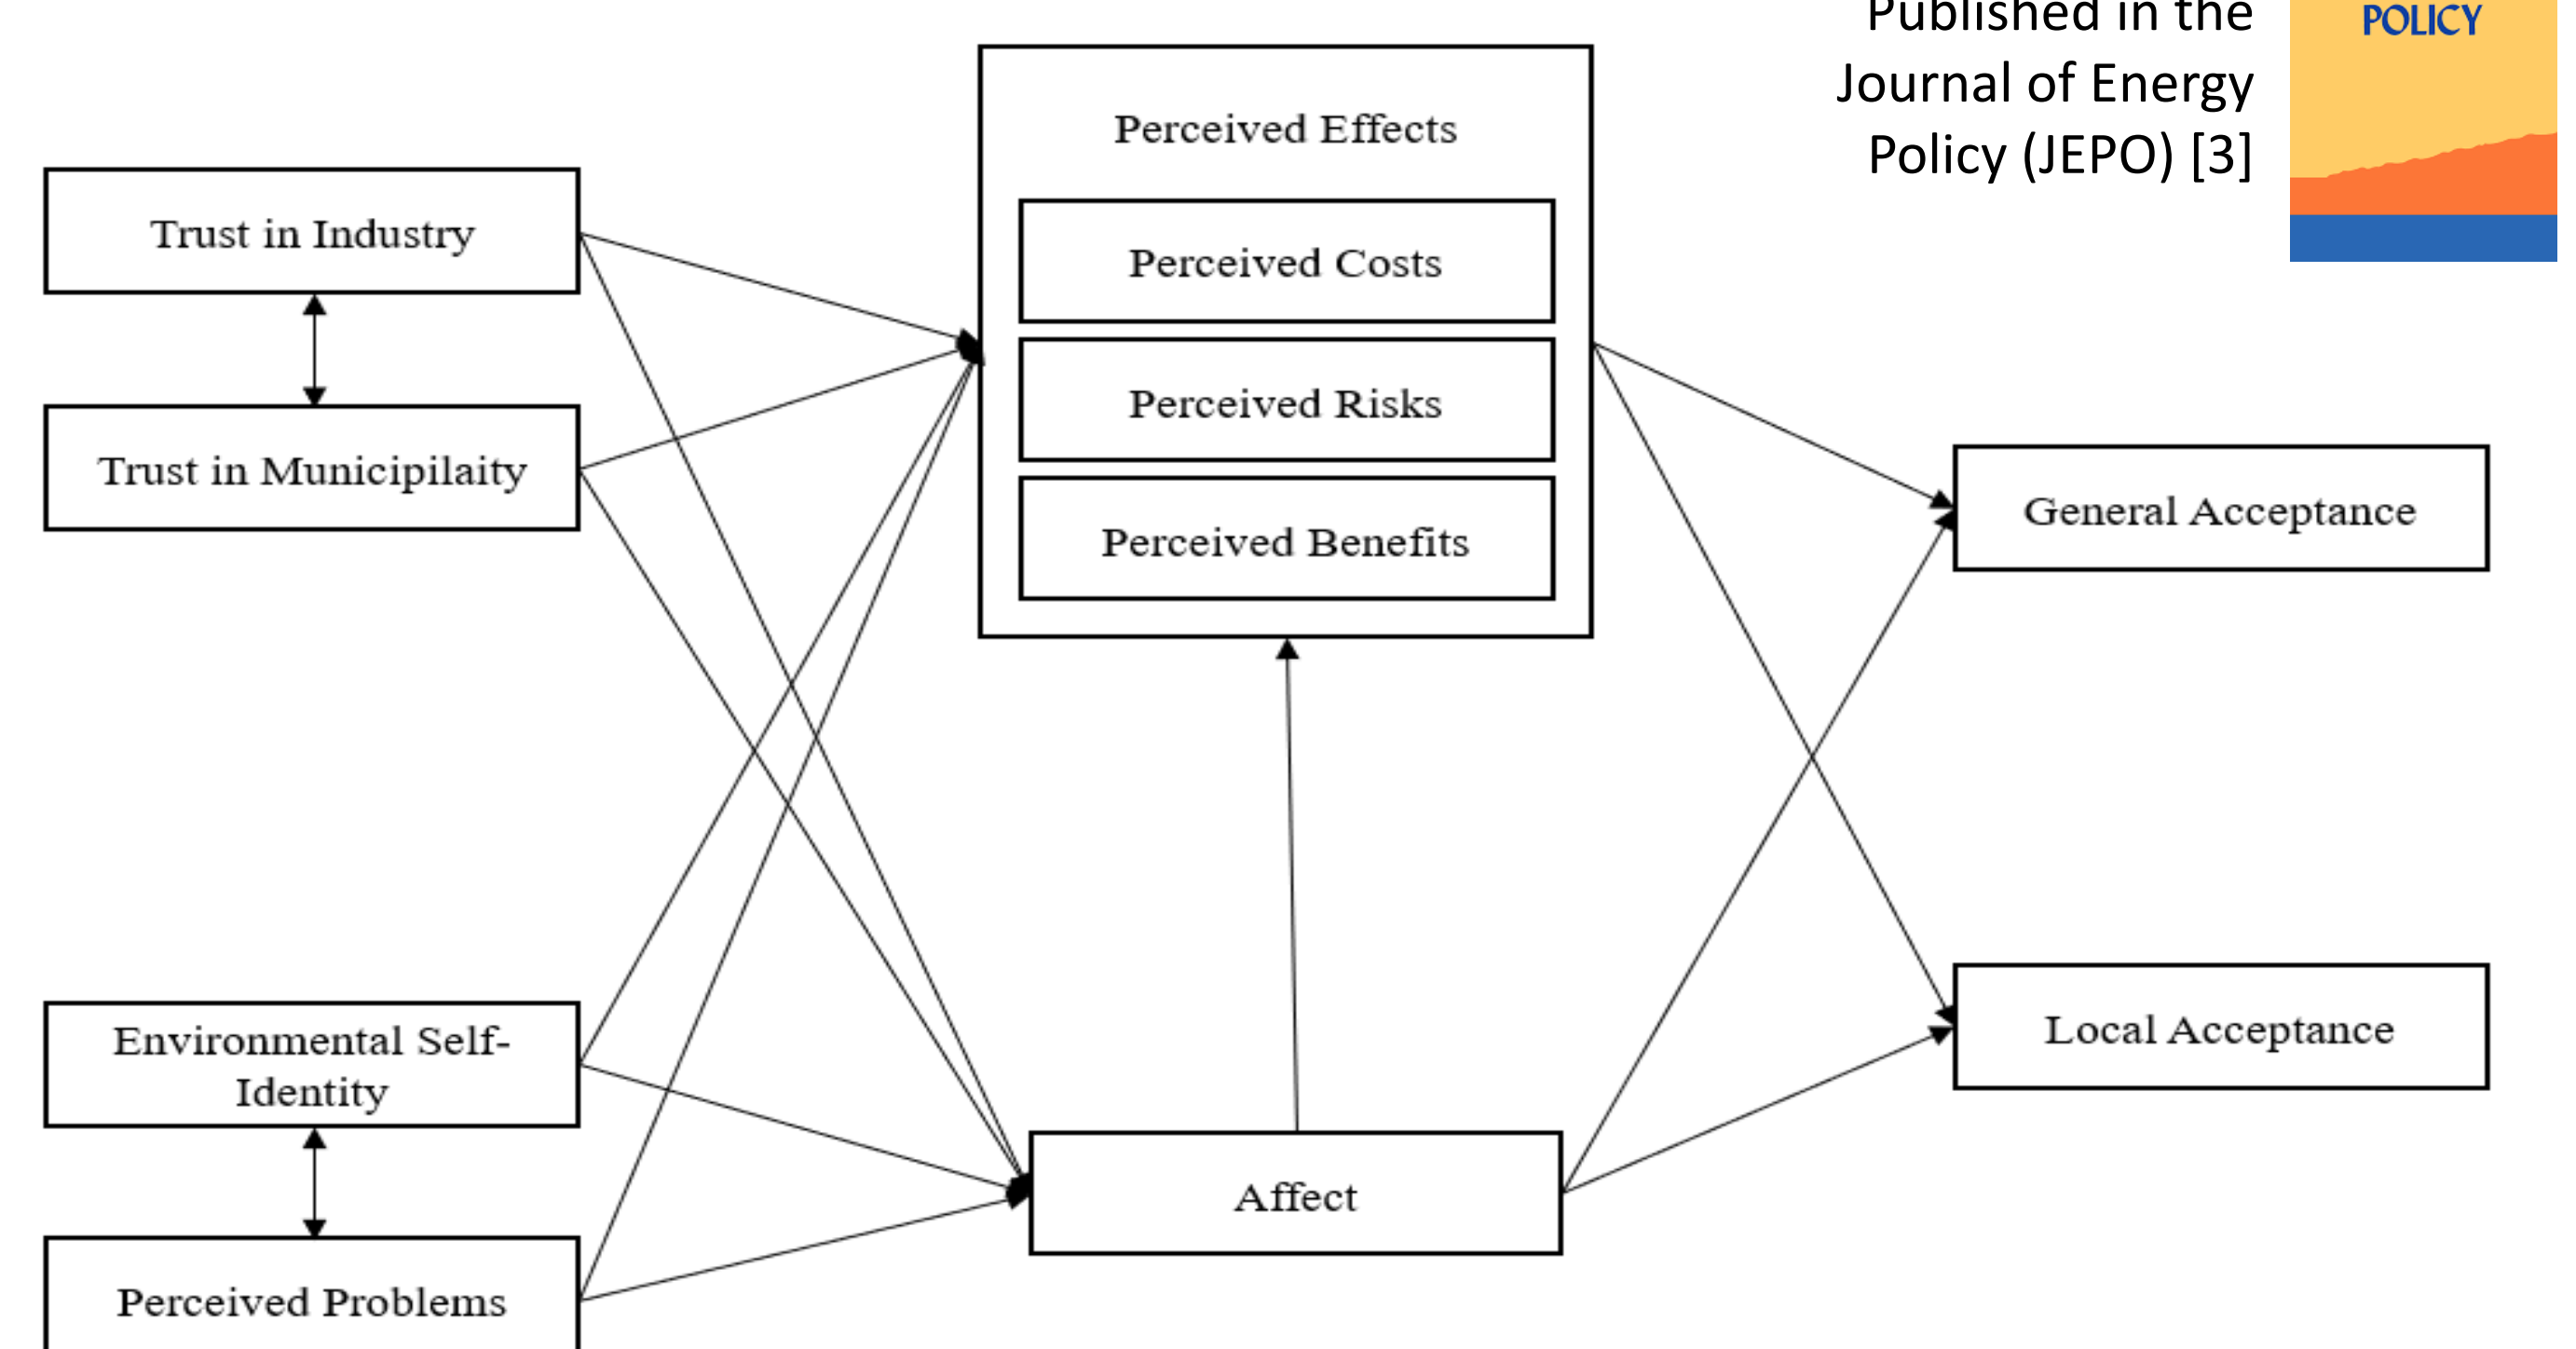 Published in the
Journal of Energy
Policy (JEPO) [3]
POLICY
Perceived Effects
Perceived Costs
Perceived Risks
Perceived Benefits
Trust in Industry
Trust in Municipilaity
Environmental Self-
Identity
Perceived Problems
Affect
General Acceptance
Local Acceptance